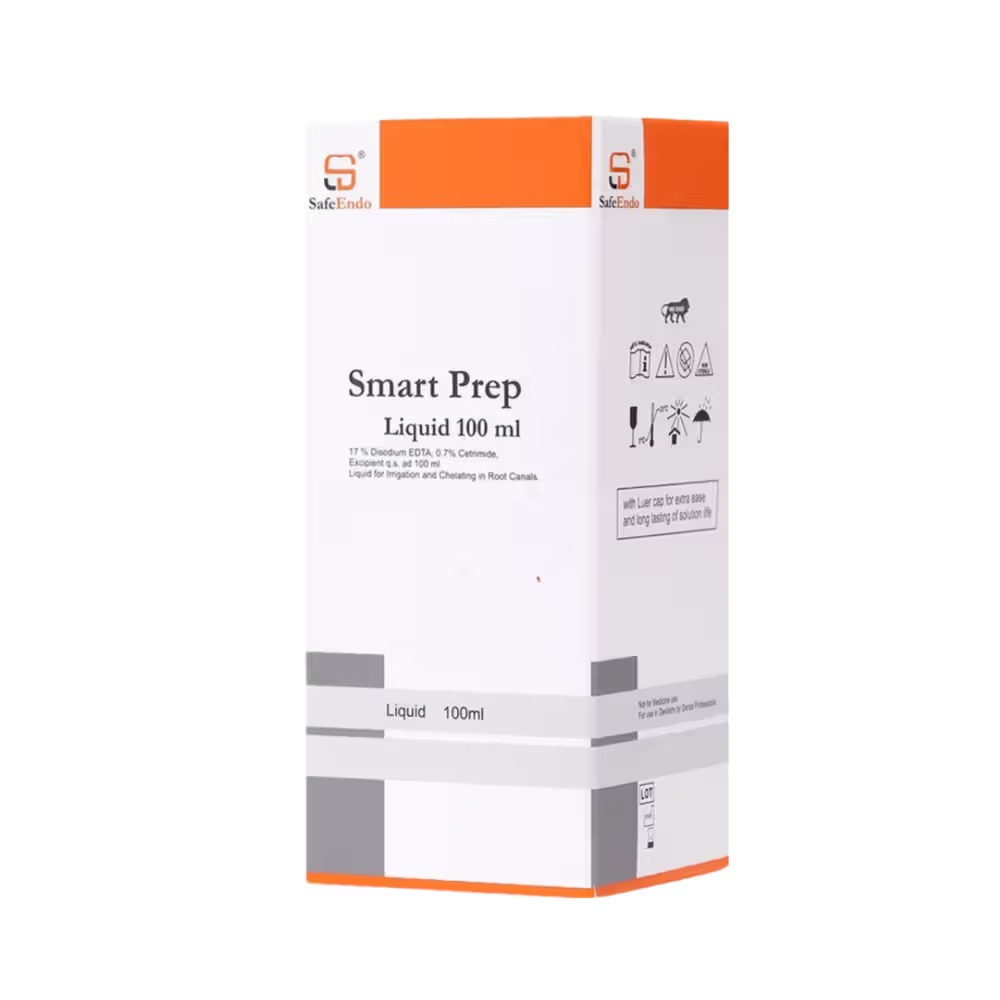 S®
SafeEndo
S®
SafeEndo
Smart Prep
Liquid 100 ml
17 % Disodium EDTA, 0.7% Cetrimide,
Excipient q.s. ad 100 ml
Liquid for Irrigation and Chelating in Root Canals.
with Luer cap for extra ease
and long lasting of solution life
Liquid 100ml
Not for Medicine use
For use in Dentistry by Dental Professional.
LOT